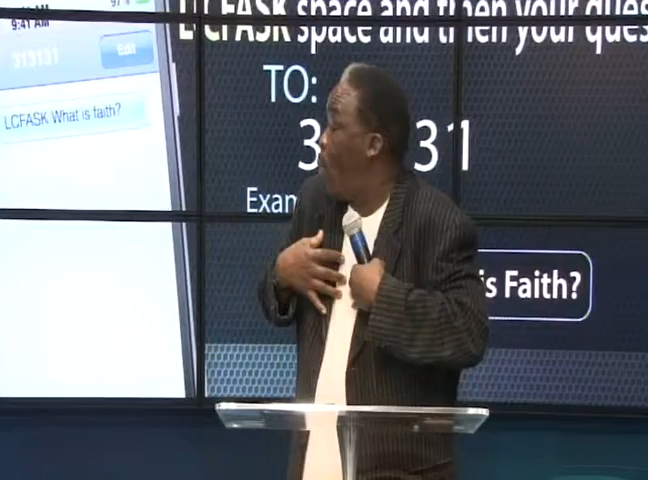 9:41 AM
97%
313131
Edit
LCFASK What is faith?
LCFASK space and then your ques
TO:
3 31
Exam
is Faith?